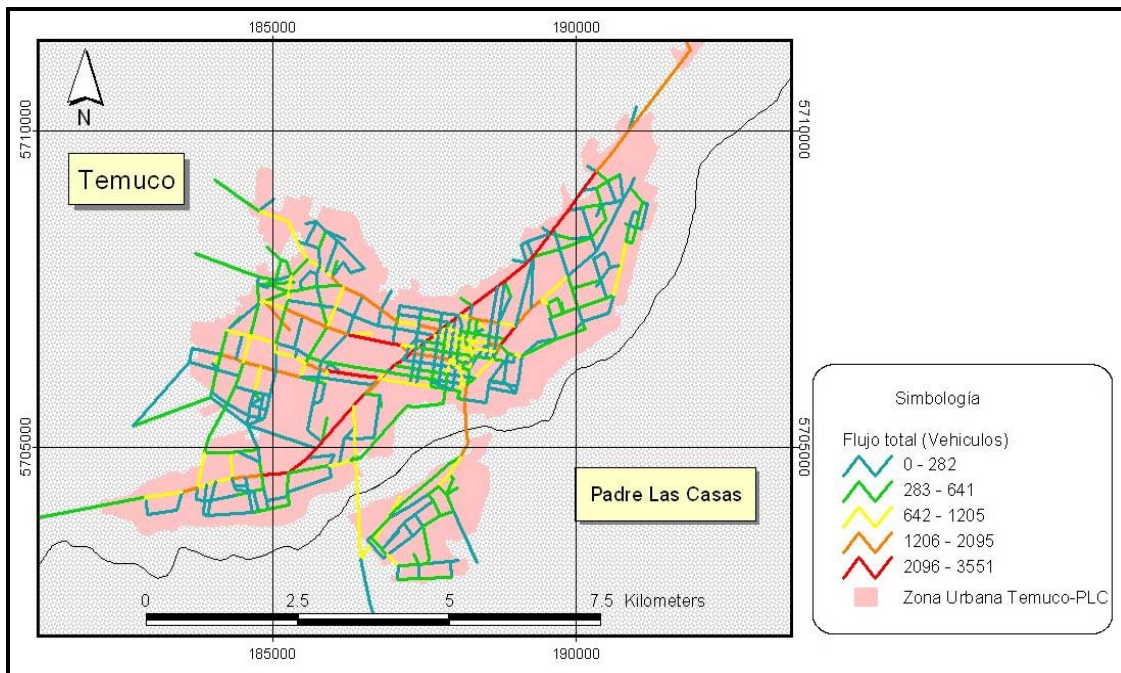 185000
190000
N
5710000
5710000
Temuco
5705000
5705000
Padre Las Casas
0
2.5
5
7.5 Kilometers
185000
190000
Simbología
Flujo total (Vehiculos)
0 - 282
283 - 641
642 - 1205
1206 - 2095
2096 - 3551
Zona Urbana Temuco-PLC